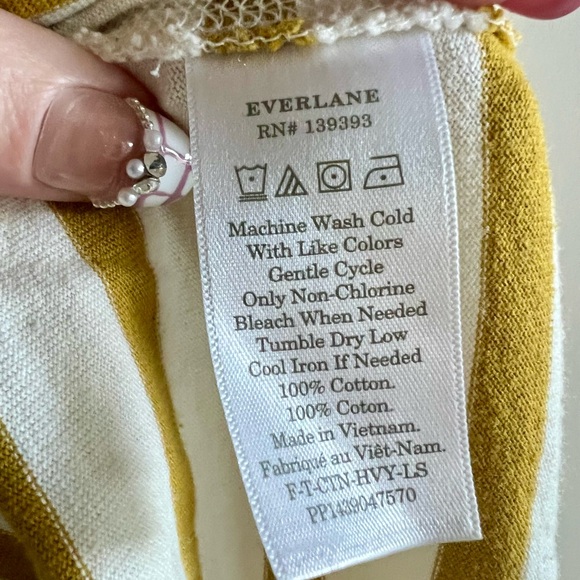 EVERLANE
RN# 139393
Machine Wash Cold
With Like Colors
Gentle Cycle
Only Non-Chlorine
Bleach When Needed
Tumble Dry Low
Cool Iron If Needed
100% Cotton.
100% Coton.
Made in Vietnam.
Fabriqué au Viêt-Nam.
F-T-CTN-HVY-LS
PP1439047570